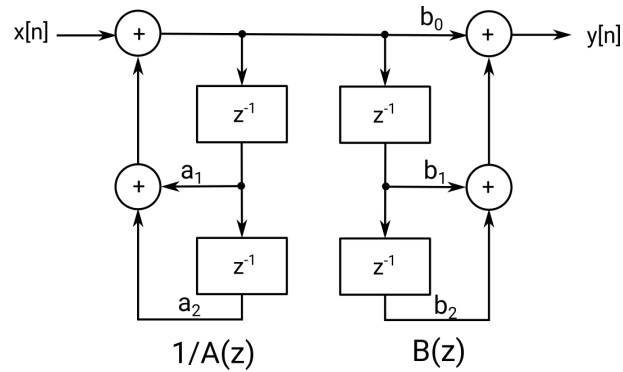 x[n] + b₀ + y[n]
z⁻¹ z⁻¹
+ a₁ b₁ +
z⁻¹ z⁻¹
a₂ b₂
1/A(z) B(z)